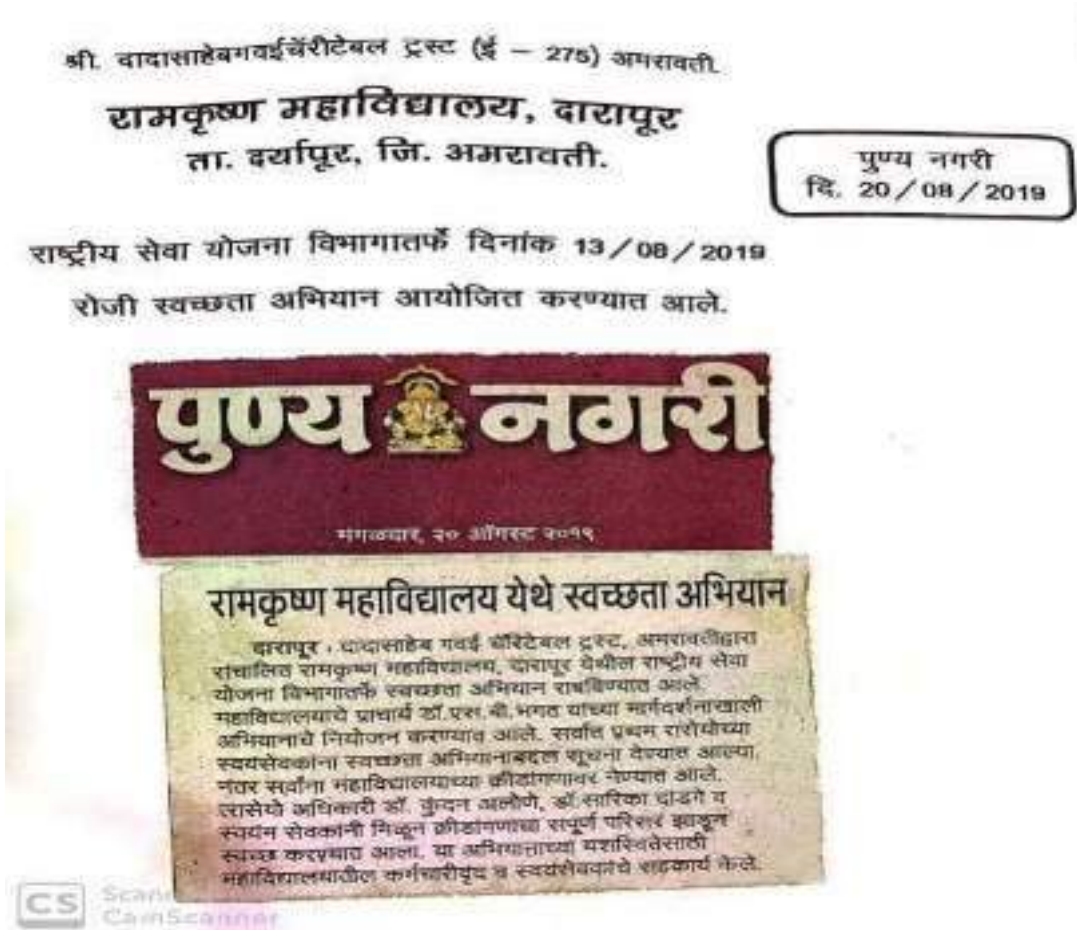 श्री. दादासाहेबगवईचॅरीटेबल ट्रस्ट (ई – 275) अमरावती.
रामकृष्ण महाविद्यालय, दारापूर
ता. दर्यापूर, जि. अमरावती.
पुण्य नगरी
दि. 20/08/2019
राष्ट्रीय सेवा योजना विभागातर्फे दिनांक 13/08/2019
रोजी स्वच्छता अभियान आयोजित करण्यात आले.
पुण्य नगरी
मंगळवार, २० ऑगस्ट २०१९
रामकृष्ण महाविद्यालय येथे स्वच्छता अभियान
दारापूर : दादासाहेब गवई चॅरिटेबल ट्रस्ट, अमरावतीद्वारा
संचालित रामकृष्ण महाविद्यालय, दारापूर येथील राष्ट्रीय सेवा
योजना विभागातर्फे स्वच्छता अभियान राबविण्यात आले.
महाविद्यालयाचे प्राचार्य डॉ.एस.बी.भगत यांच्या मार्गदर्शनाखाली
अभियानाचे नियोजन करण्यात आले. सर्वात प्रथम रासेयोच्या
स्वयंसेवकांना स्वच्छता अभियानाबद्दल सूचना देण्यात आल्या.
नंतर सर्वांना महाविद्यालयाच्या क्रीडांगणावर नेण्यात आले.
रासेयो अधिकारी डॉ. कुंदन अलोणे, डॉ.सारिका दांडगे व
स्वयंम सेवकांनी मिळून क्रीडांगणाचा संपूर्ण परिसर झाडून
स्वच्छ करण्यात आला. या अभियानाच्या यशस्वितेसाठी
महाविद्यालयातील कर्मचारीवृंद व स्वयंसेवकांचे सहकार्य केले.
CS
CamScanner